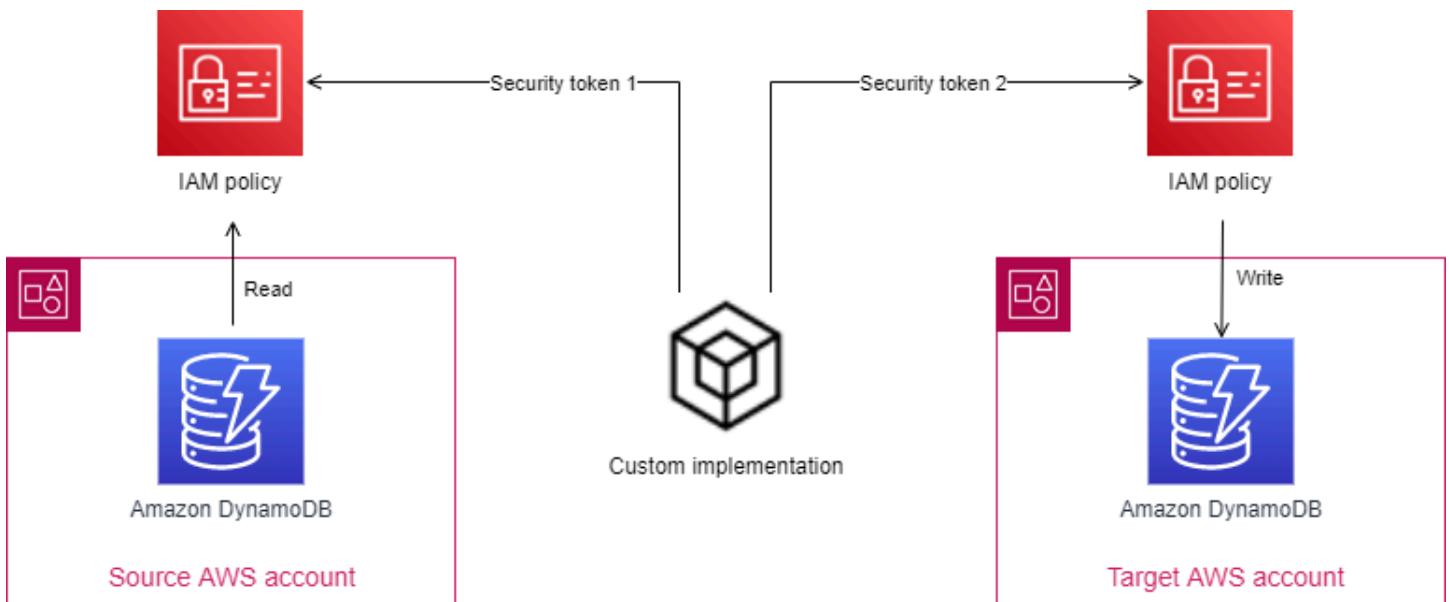 Security token 1
Security token 2
IAM policy
IAM policy
Read
Write
Custom implementation
Amazon DynamoDB
Amazon DynamoDB
Source AWS account
Target AWS account